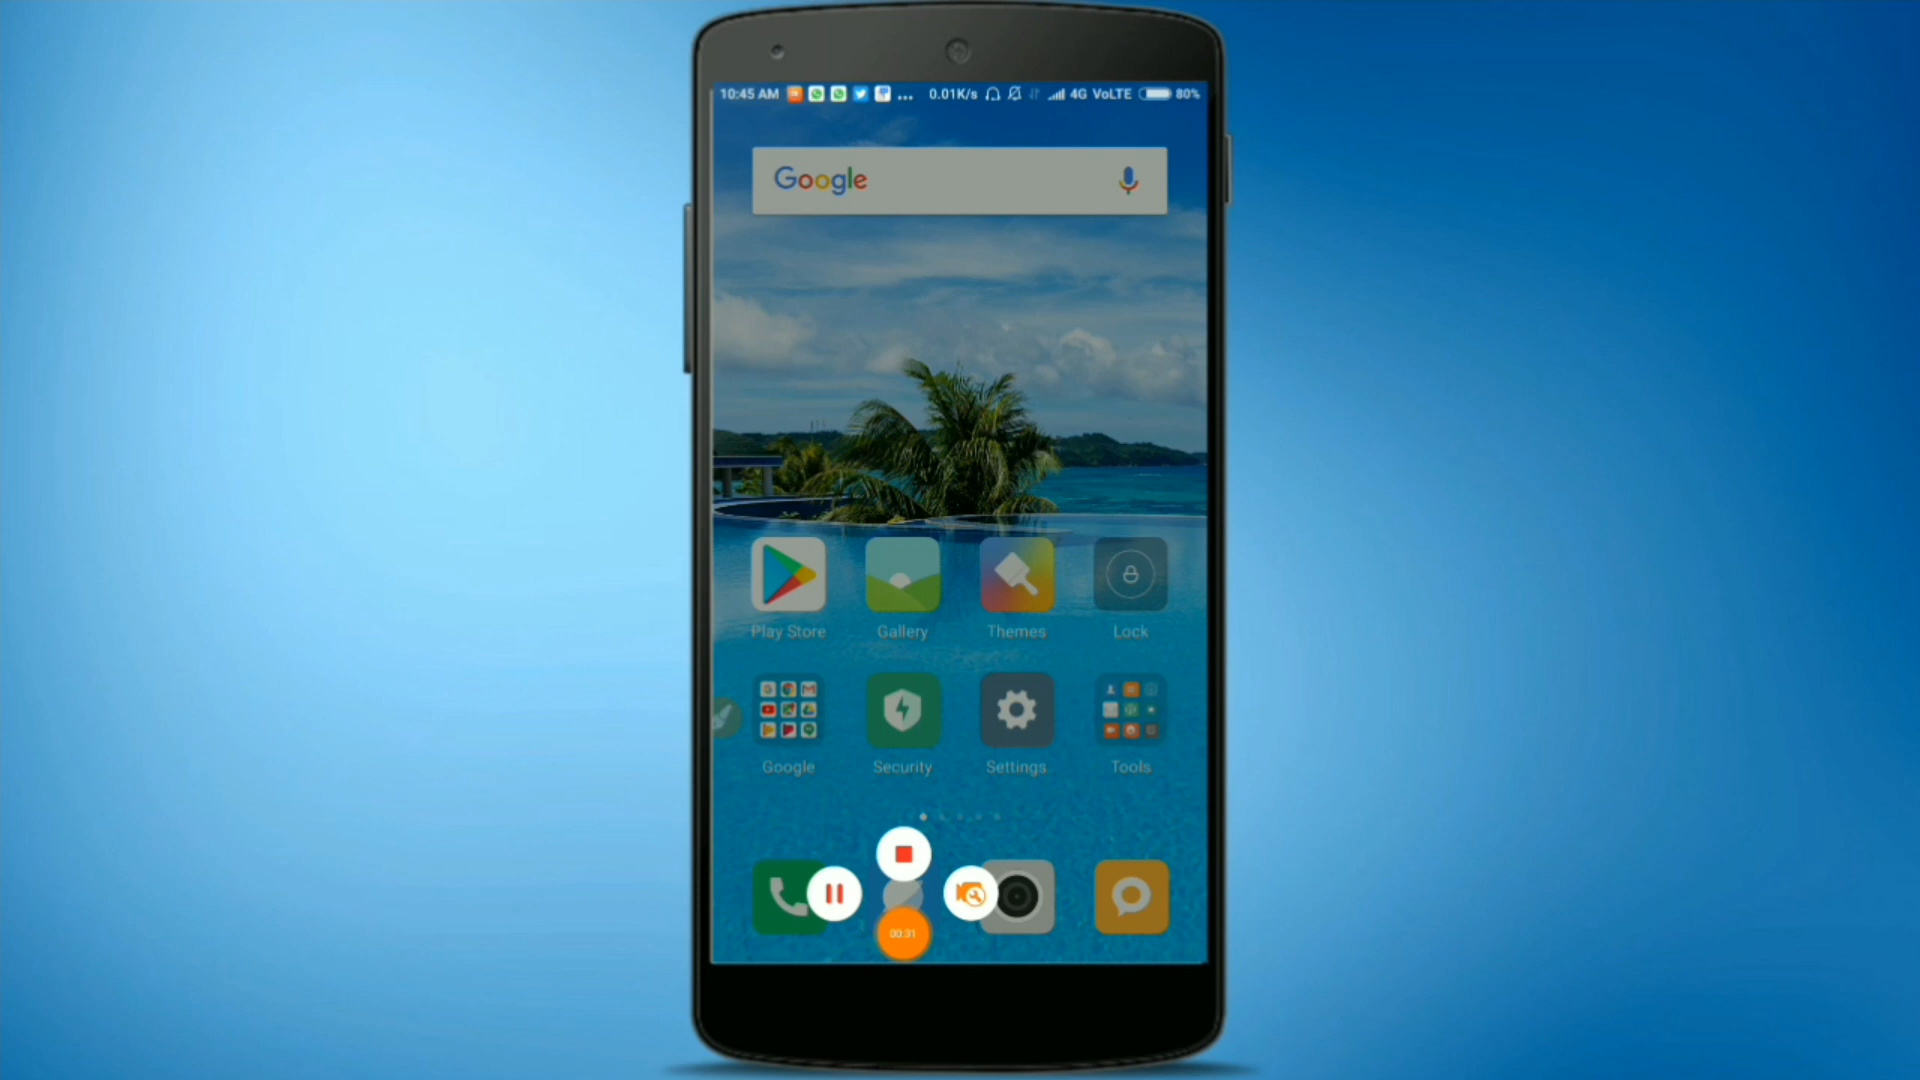 10:45 AM ... 0.01K/s 4G VoLTE 80%
Google
Play Store Gallery Themes Lock
Google Security Settings Tools
00:31